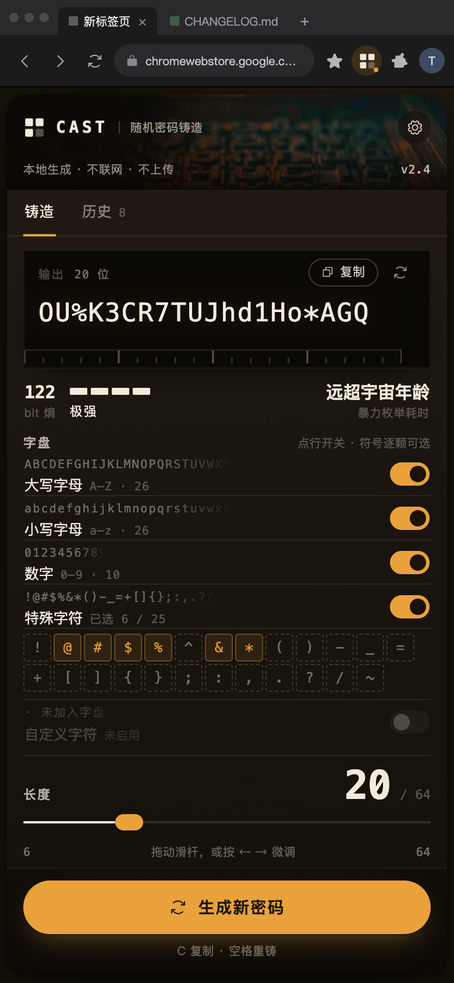 新标签页
CHANGELOG.md
chromewebstore.google.c...
T
CAST
随机密码铸造
本地生成 · 不联网 · 不上传
v2.4
铸造
历史 8
输出 20 位
复制
OU%K3CR7TUJhd1Ho*AGQ
122
bit 熵
极强
远超宇宙年龄
暴力枚举耗时
字盘
点行开关 · 符号逐颗可选
ABCDEFGHIJKLMNOPQRSTUVWXY
大写字母 A—Z · 26
abcdefghijklmnopqrstuvwxy
小写字母 a—z · 26
0123456789
数字 0—9 · 10
!@#$%&*()-_=+[]{};:,.?/
特殊字符 已选 6 / 25
! @ # $ % ^ & * ( ) - _ =
+ [ ] { } ; : , . ? / ~
· 未加入字盘
自定义字符 未启用
长度
20 / 64
6
拖动滑杆，或按 ← → 微调
64
生成新密码
C 复制 · 空格重铸